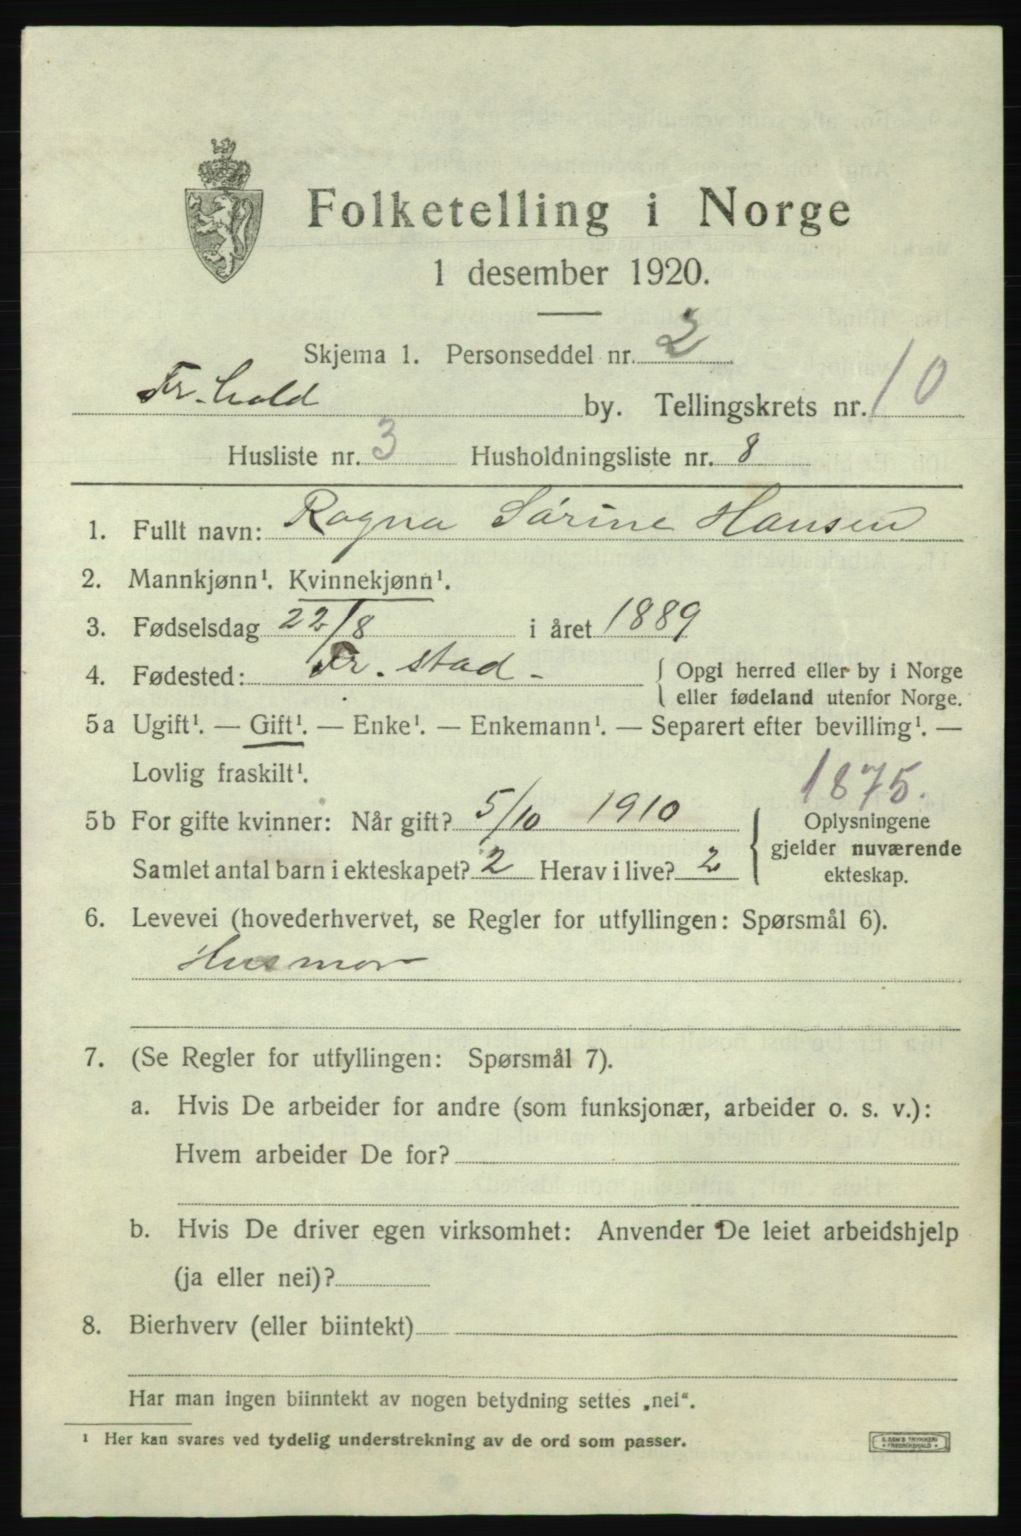 Folketelling i Norge
1 desember 1920.
Skjema 1. Personseddel nr. 2
Fr.hald by. Tellingskrets nr. 10
Husliste nr. 3 Husholdningsliste nr. 8
1. Fullt navn: Ragna Sørine Hansen
2. Mannkjønn¹. Kvinnekjønn¹.
3. Fødselsdag 22/8 i året 1889
4. Fødested: Fr.stad - { Opgi herred eller by i Norge
eller fødeland utenfor Norge.
5a Ugift¹. — Gift¹. — Enke¹. — Enkemann¹. — Separert efter bevilling¹. —
Lovlig fraskilt¹.
1875.
5b For gifte kvinner: Når gift? 5/10 1910 { Oplysningene
gjelder nuværende
Samlet antal barn i ekteskapet? 2 Herav i live? 2
ekteskap.
6. Levevei (hovederhvervet, se Regler for utfyllingen: Spørsmål 6).
Husmor
7. (Se Regler for utfyllingen: Spørsmål 7).
a. Hvis De arbeider for andre (som funksjonær, arbeider o. s. v.):
Hvem arbeider De for?
b. Hvis De driver egen virksomhet: Anvender De leiet arbeidshjelp
(ja eller nei)?
8. Bierhverv (eller biintekt)
Har man ingen biinntekt av nogen betydning settes „nei“.
¹ Her kan svares ved tydelig understrekning av de ord som passer.